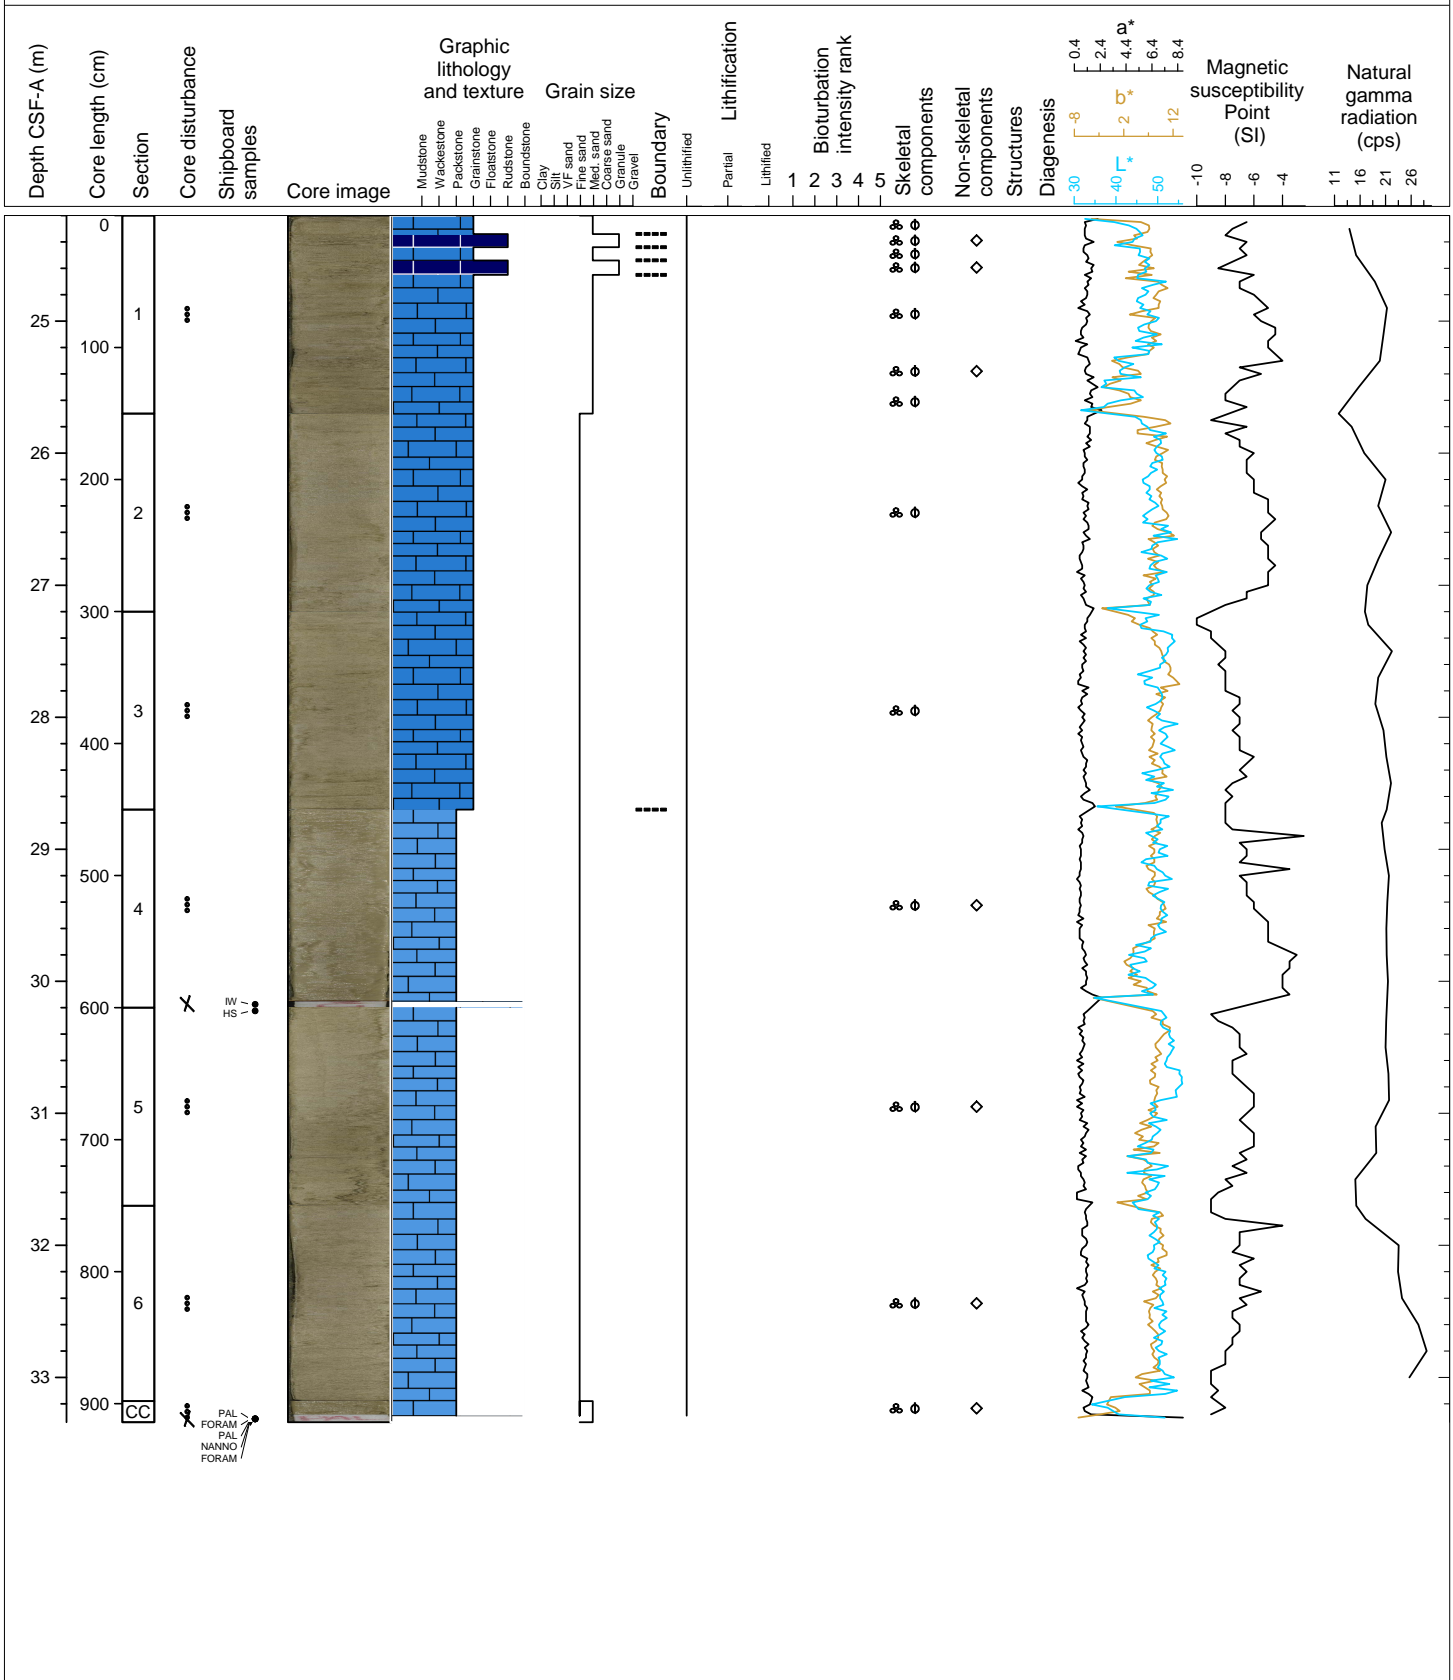 Depth CSF-A (m)
Core length (cm)
Section
Core disturbance
Shipboard
samples
Core image
Graphic
lithology
and texture
Mudstone
Wackestone
Packstone
Grainstone
Floatstone
Rudstone
Boundstone
Grain size
Clay
Silt
VF sand
Fine sand
Med. sand
Coarse sand
Granule
Gravel
Boundary
Lithification
Unlithified
Partial
Lithified
Bioturbation
intensity rank
1 2 3 4 5
Skeletal
components
Non-skeletal
components
Structures
Diagenesis
a*
0.4 2.4 4.4 6.4 8.4
b*
-8 2 12
L*
30 40 50
Magnetic
susceptibility
Point
(SI)
-10 -8 -6 -4
Natural
gamma
radiation
(cps)
11 16 21 26
0
1
25
100
26
200
2
27
300
3
28
400
29
500
4
30
IW
600
HS
5
31
700
32
800
6
33
900
CC
PAL
FORAM
PAL
NANNO
FORAM